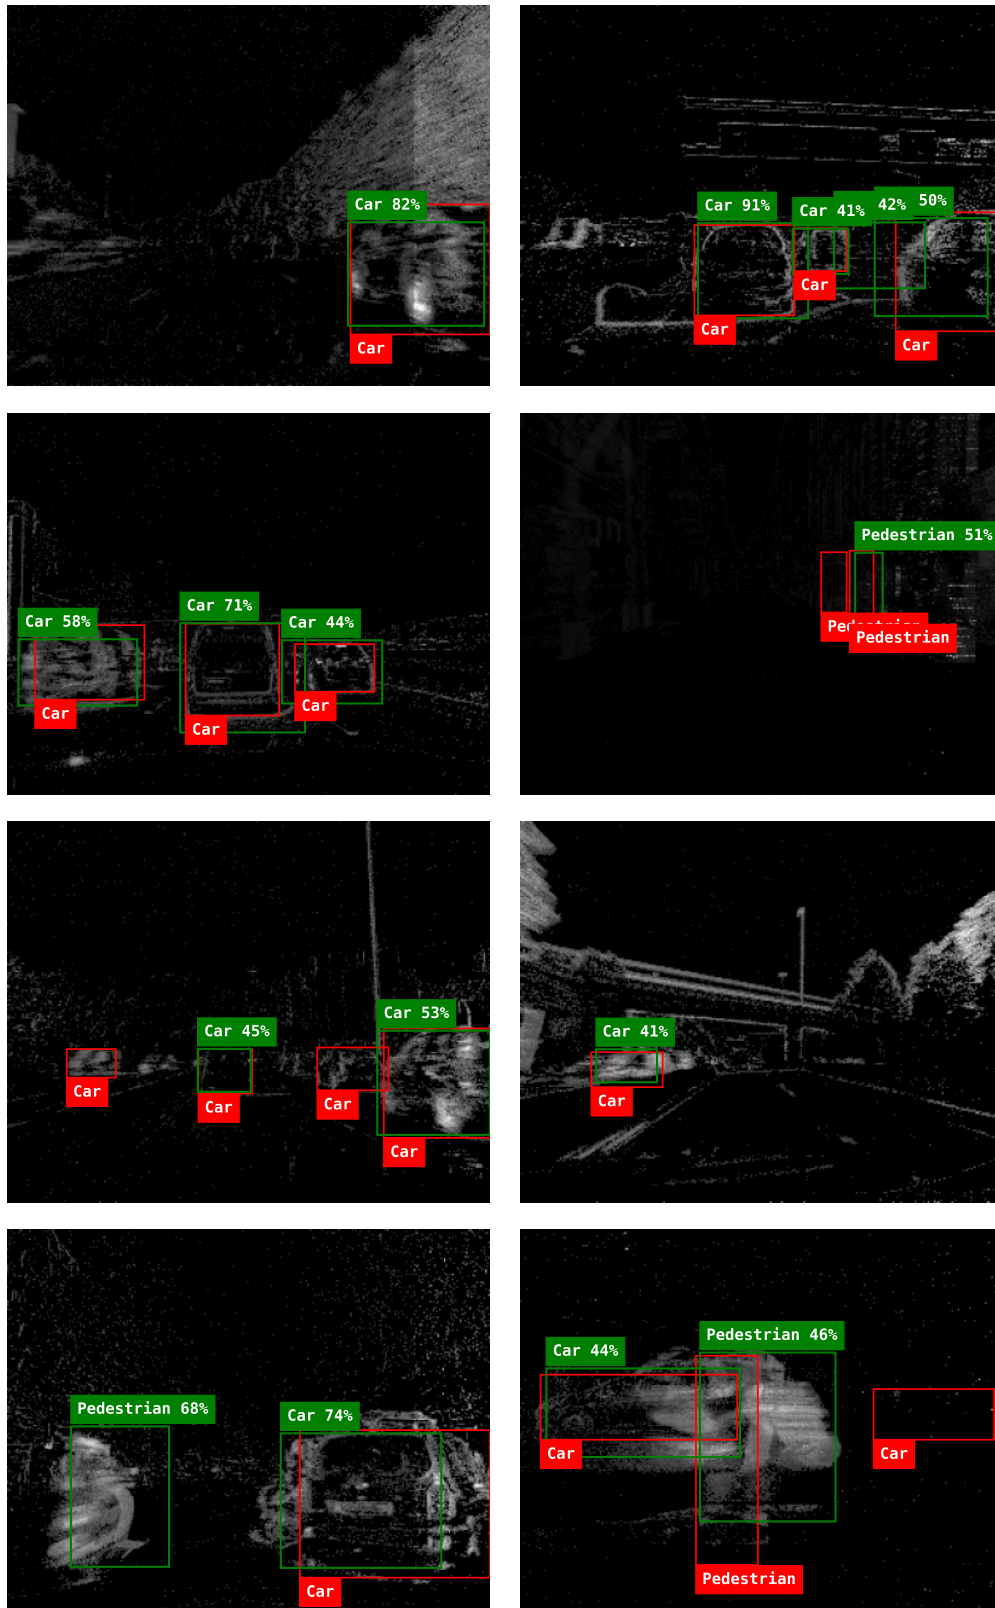 Car 82%
Car
Car 91%
Car 41%
42%
50%
Car
Car
Car
Car 58%
Car 71%
Car 44%
Car
Car
Car
Pedestrian 51%
Pedestrian
Pedestrian
Car 45%
Car 53%
Car
Car
Car
Car
Car 41%
Car
Pedestrian 68%
Car 74%
Car
Car 44%
Pedestrian 46%
Car
Car
Pedestrian